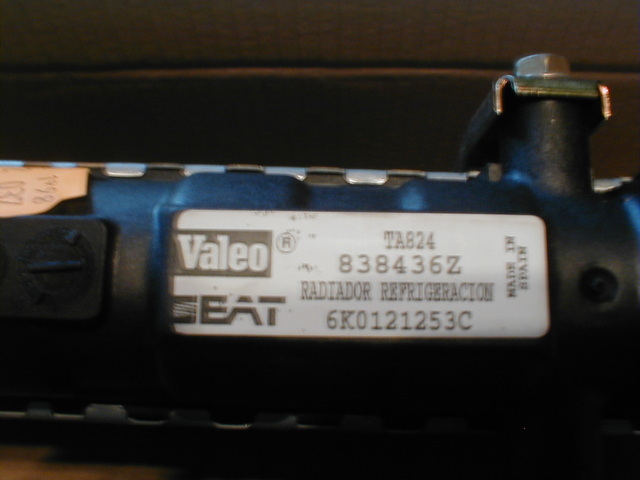 Valeo®
TA824
838436Z
RADIADOR REFRIGERACION
SEAT
6K0121253C
MADE IN
SPAIN